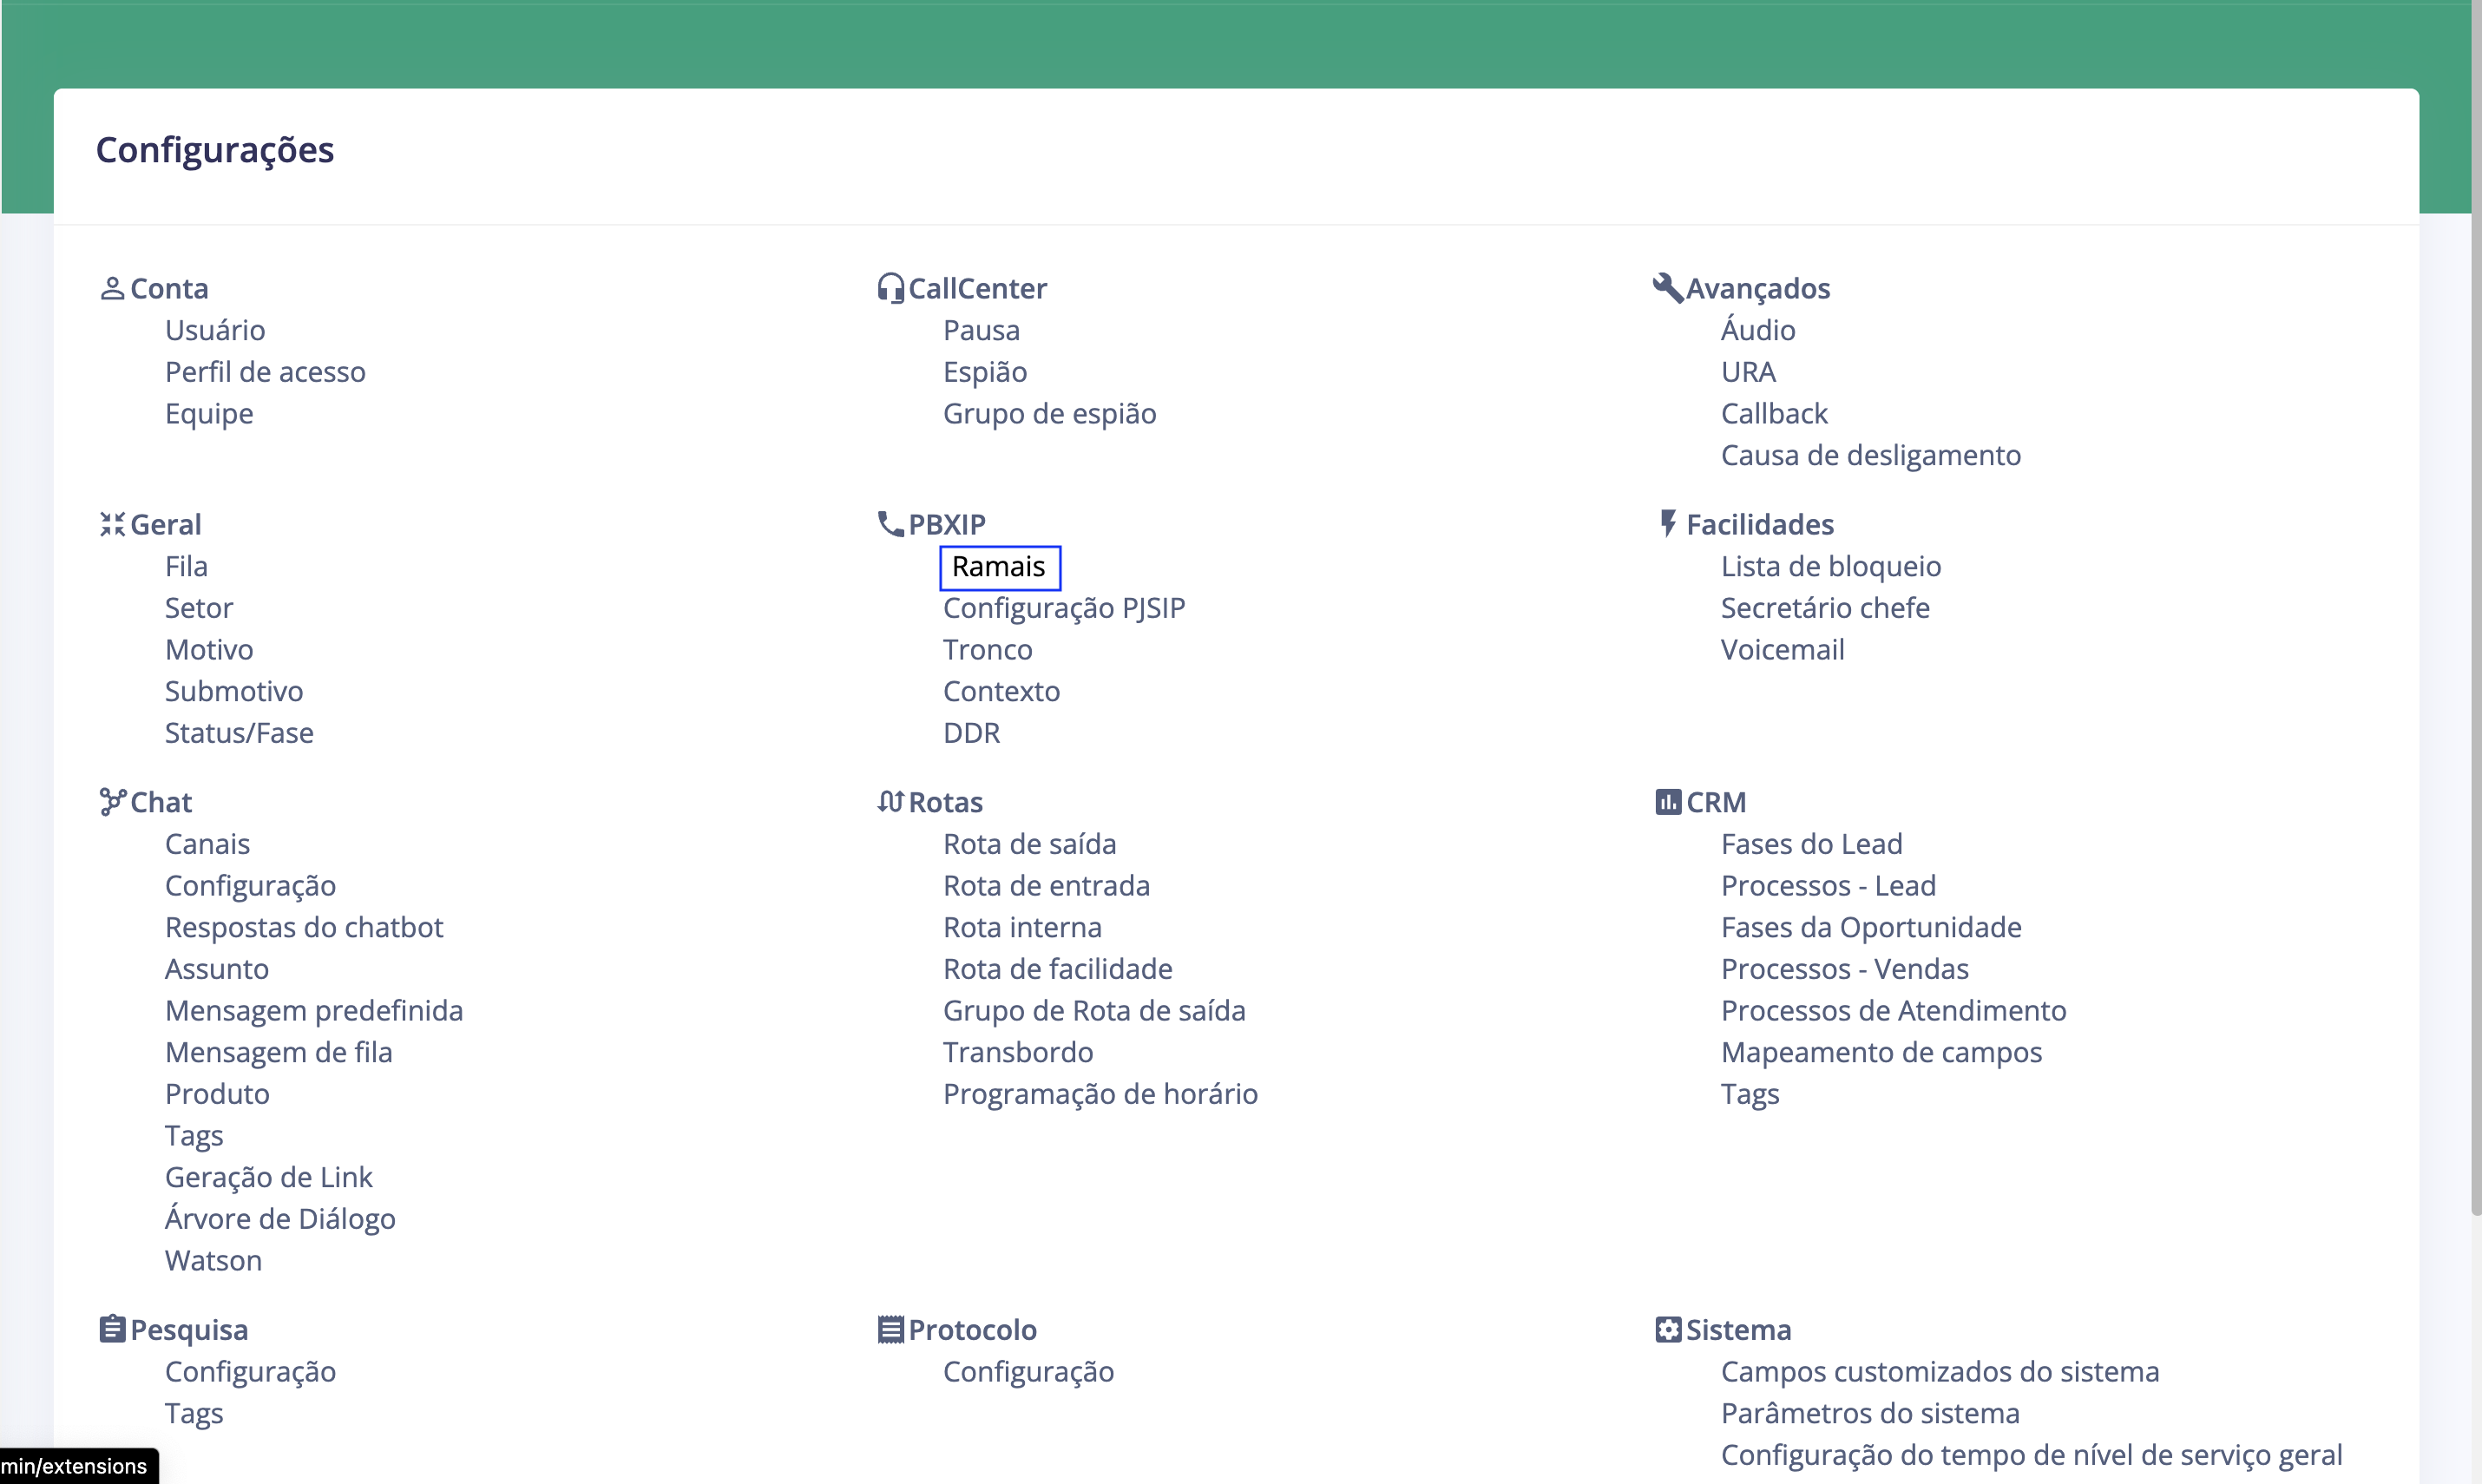 Configurações
Conta
Usuário
Perfil de acesso
Equipe
CallCenter
Pausa
Espião
Grupo de espião
Avançados
Áudio
URA
Callback
Causa de desligamento
Geral
Fila
Setor
Motivo
Submotivo
Status/Fase
PBXIP
Ramais
Configuração PJSIP
Tronco
Contexto
DDR
Facilidades
Lista de bloqueio
Secretário chefe
Voicemail
Chat
Canais
Configuração
Respostas do chatbot
Assunto
Mensagem predefinida
Mensagem de fila
Produto
Tags
Geração de Link
Árvore de Diálogo
Watson
Rotas
Rota de saída
Rota de entrada
Rota interna
Rota de facilidade
Grupo de Rota de saída
Transbordo
Programação de horário
CRM
Fases do Lead
Processos - Lead
Fases da Oportunidade
Processos - Vendas
Processos de Atendimento
Mapeamento de campos
Tags
Pesquisa
Configuração
Tags
Protocolo
Configuração
Sistema
Campos customizados do sistema
Parâmetros do sistema
Configuração do tempo de nível de serviço geral
min/extensions